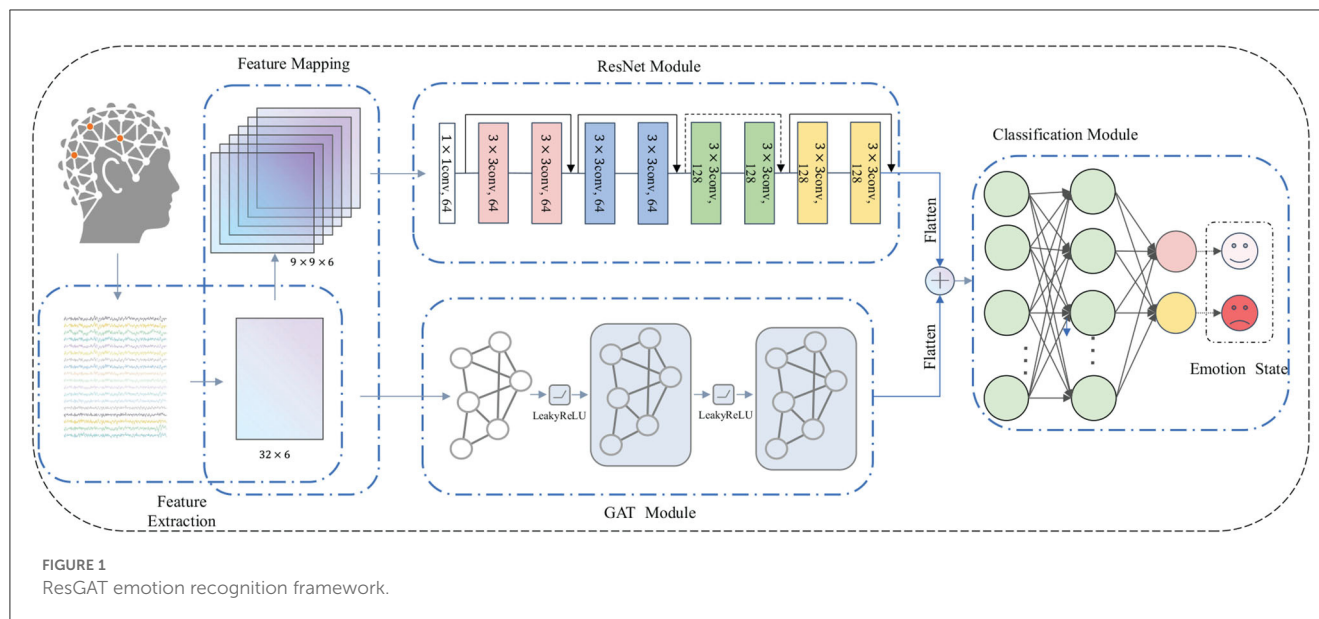 Feature Mapping
ResNet Module
Classification Module
1×1conv, 64
3×3conv, 64
3×3conv, 64
3×3conv, 64
3×3conv, 64
3×3conv,
128
3×3conv,
128
3×3conv,
128
3×3conv,
128
9×9×6
32×6
Feature
Extraction
LeakyReLU
LeakyReLU
GAT Module
Flatten
Flatten
Emotion State
FIGURE 1
ResGAT emotion recognition framework.